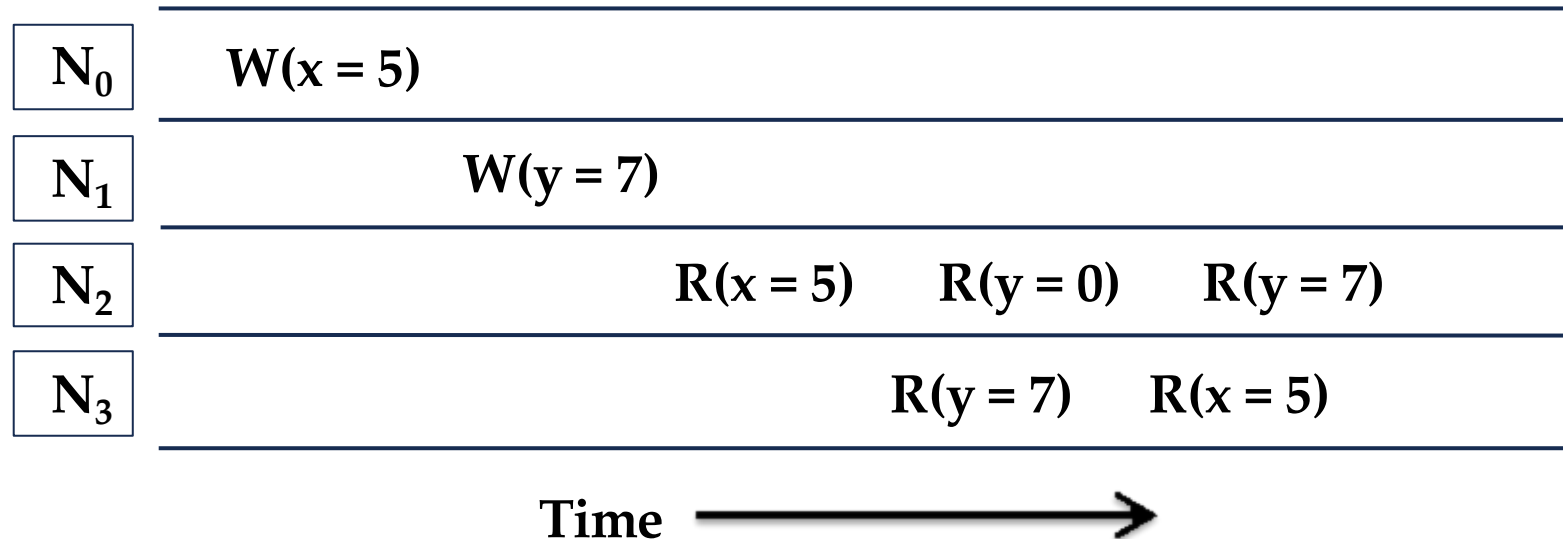 N₀ W(x = 5)
N₁ W(y = 7)
N₂ R(x = 5) R(y = 0) R(y = 7)
N₃ R(y = 7) R(x = 5)
Time